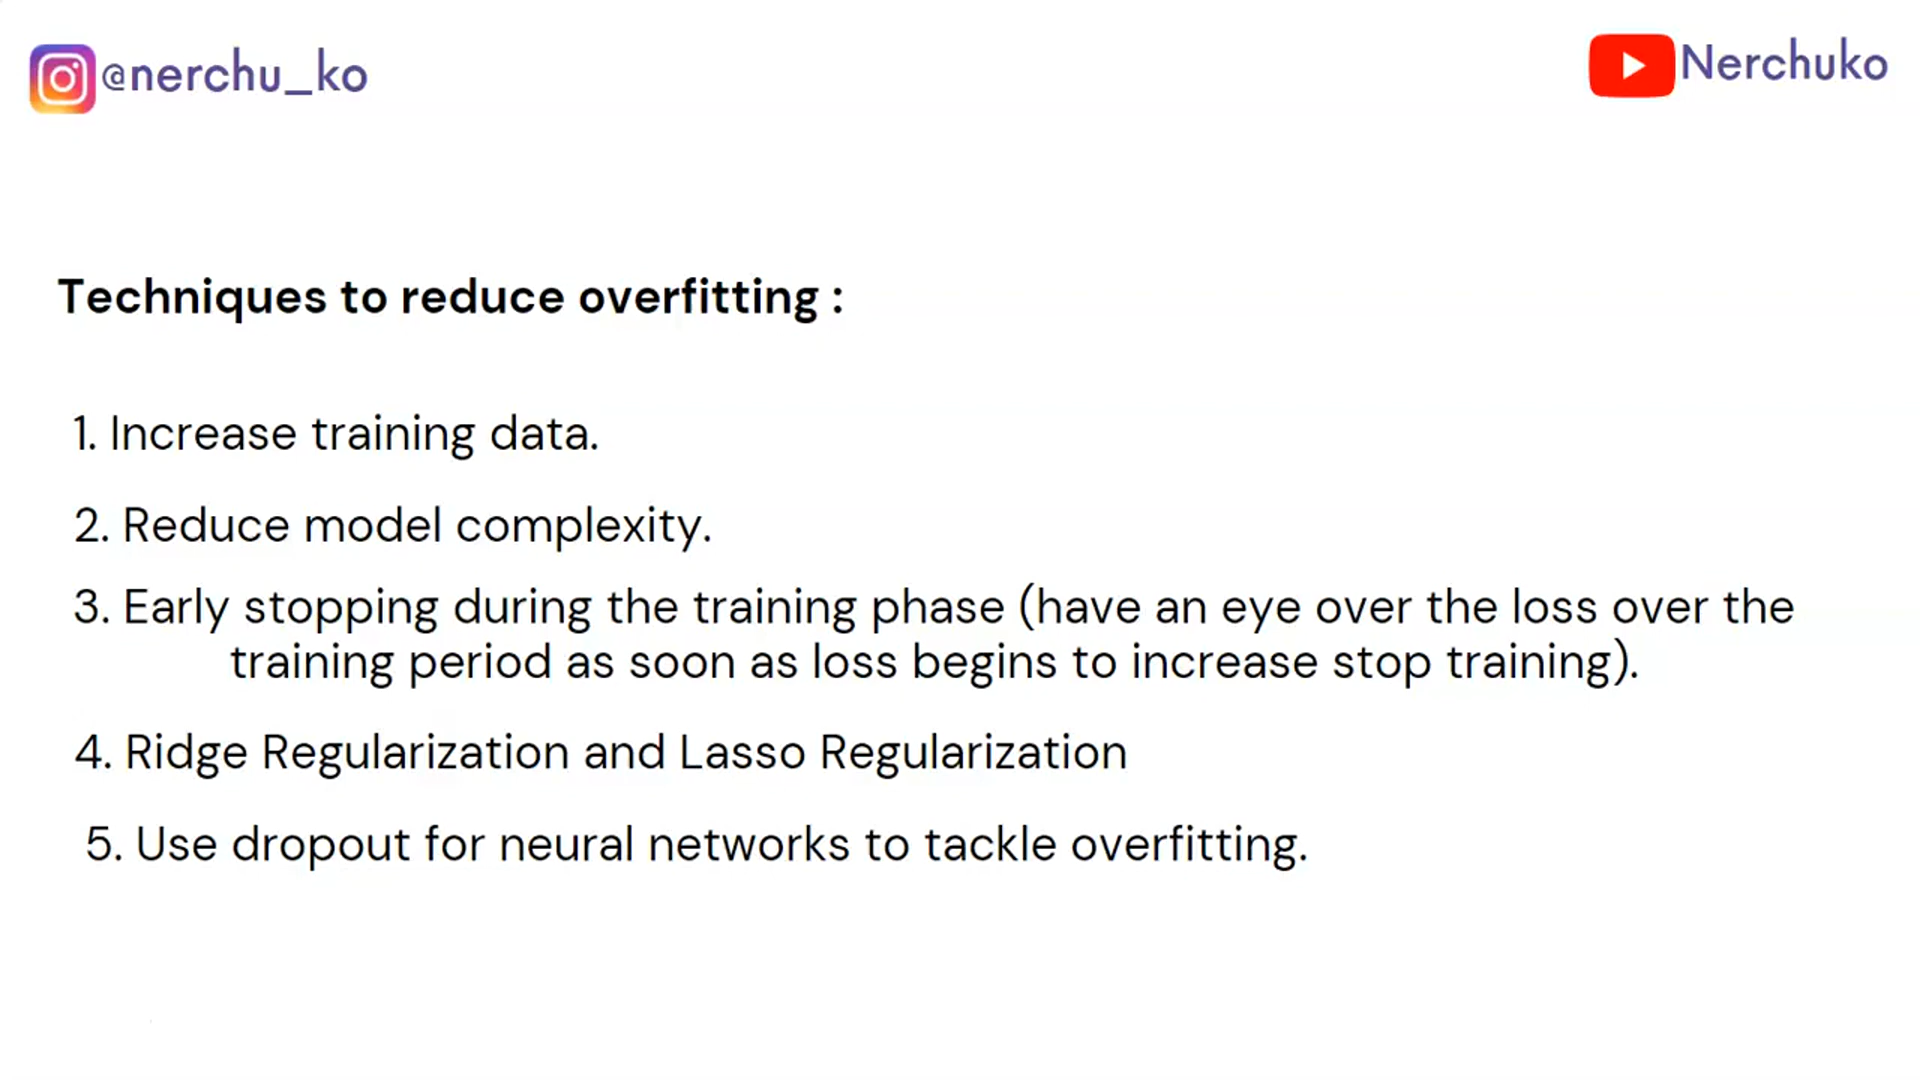 @nerchu_ko
Nerchuko
Techniques to reduce overfitting :
1. Increase training data.
2. Reduce model complexity.
3. Early stopping during the training phase (have an eye over the loss over the
training period as soon as loss begins to increase stop training).
4. Ridge Regularization and Lasso Regularization
5. Use dropout for neural networks to tackle overfitting.